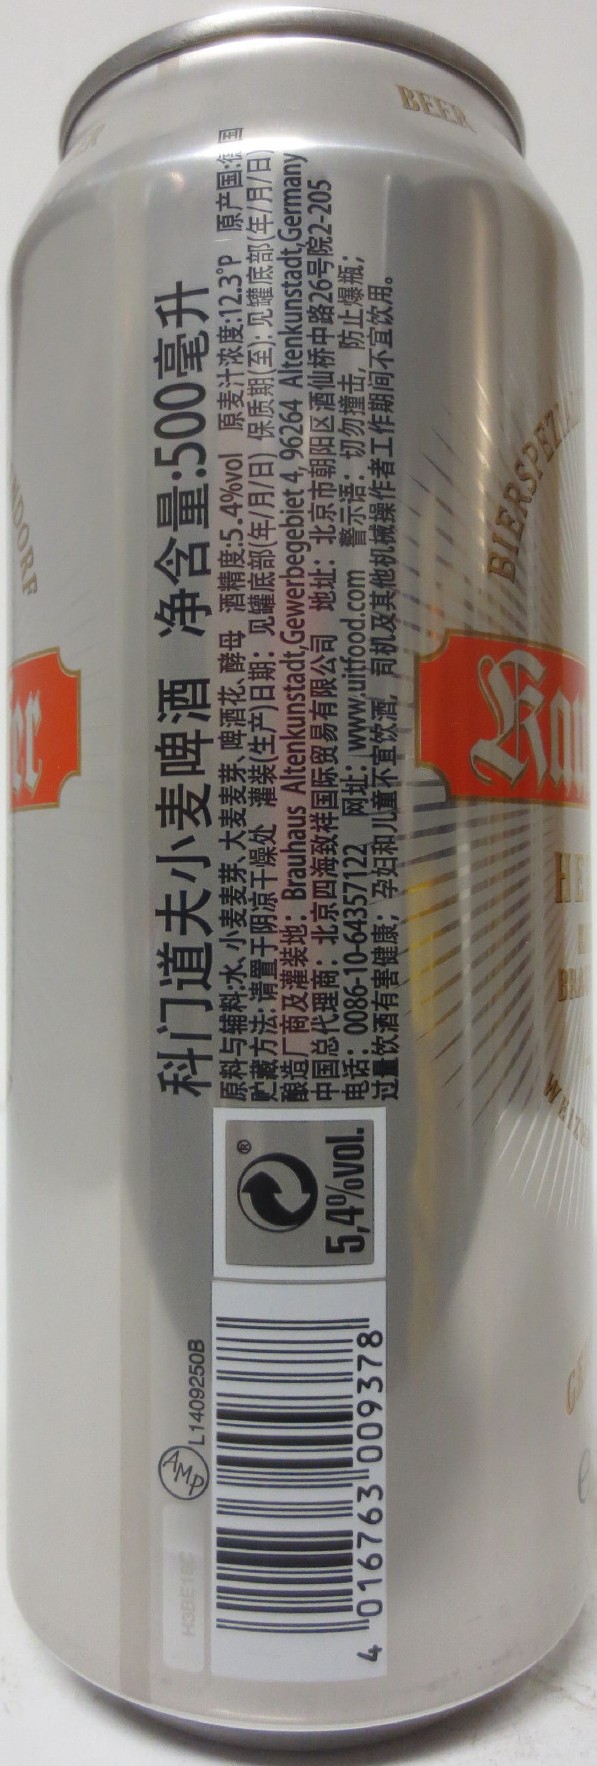 BEER
科门道夫小麦啤酒 净含量:500毫升
原料与辅料:水、小麦麦芽、大麦麦芽、啤酒花、酵母 酒精度:5.4%vol 原麦汁浓度:12.3°P 原产国:德国
贮藏方法:请置于阴凉干燥处 灌装(生产)日期：见罐底部(年/月/日) 保质期(至):见罐底部(年/月/日)
酿造厂商及灌装地：Brauhaus Altenkunstadt,Gewerbegebiet 4, 96264 Altenkunstadt,Germany
中国总代理商：北京四海致祥国际贸易有限公司 地址：北京市朝阳区酒仙桥中路26号院2-205
电话：0086-10-64357122 网址：www.uitfood.com 警示语：切勿撞击，防止爆瓶；
过量饮酒有害健康；孕妇和儿童不宜饮酒，司机及其他机械操作者工作期间不宜饮用。
®
5,4%vol.
AMP
L1409250B
4 016763 009378
NDORF
er
BIERSPEZIA
Kau
HE
BRA